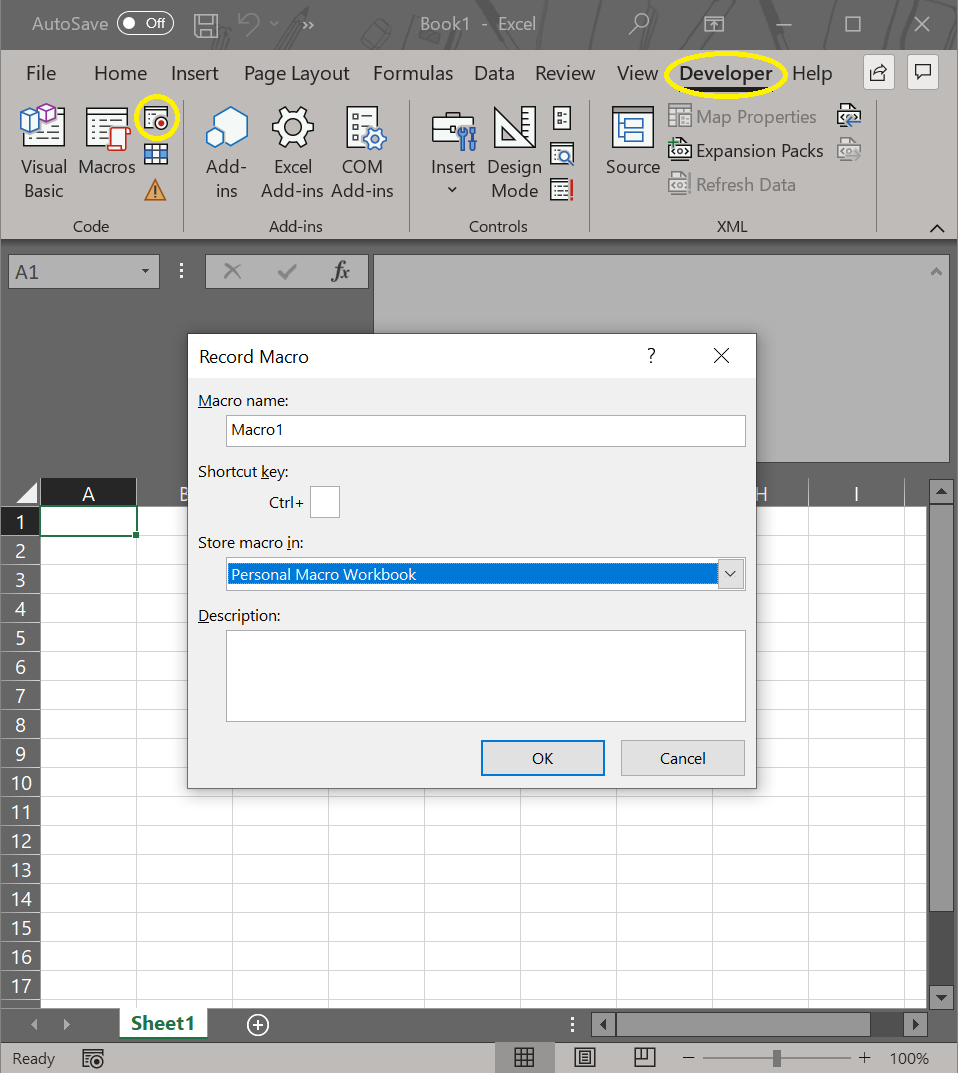 AutoSave Off Book1 - Excel
File Home Insert Page Layout Formulas Data Review View Developer Help
Visual Basic
Macros
Add-ins
Excel Add-ins
COM Add-ins
Insert
Design Mode
Source
Map Properties
Expansion Packs
Refresh Data
Code Add-ins Controls XML
A1 fx
Record Macro ? 
Macro name:
Macro1
Shortcut key:
Ctrl+
Store macro in:
Personal Macro Workbook
Description:
OK Cancel
A B H I
1
2
3
4
5
6
7
8
9
10
11
12
13
14
15
16
17
Sheet1
Ready 100%